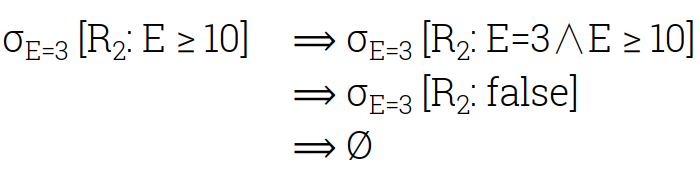 σE=3 [R2: E ≥ 10] ⟹ σE=3 [R2: E=3∧E ≥ 10]
⟹ σE=3 [R2: false]
⟹ ∅